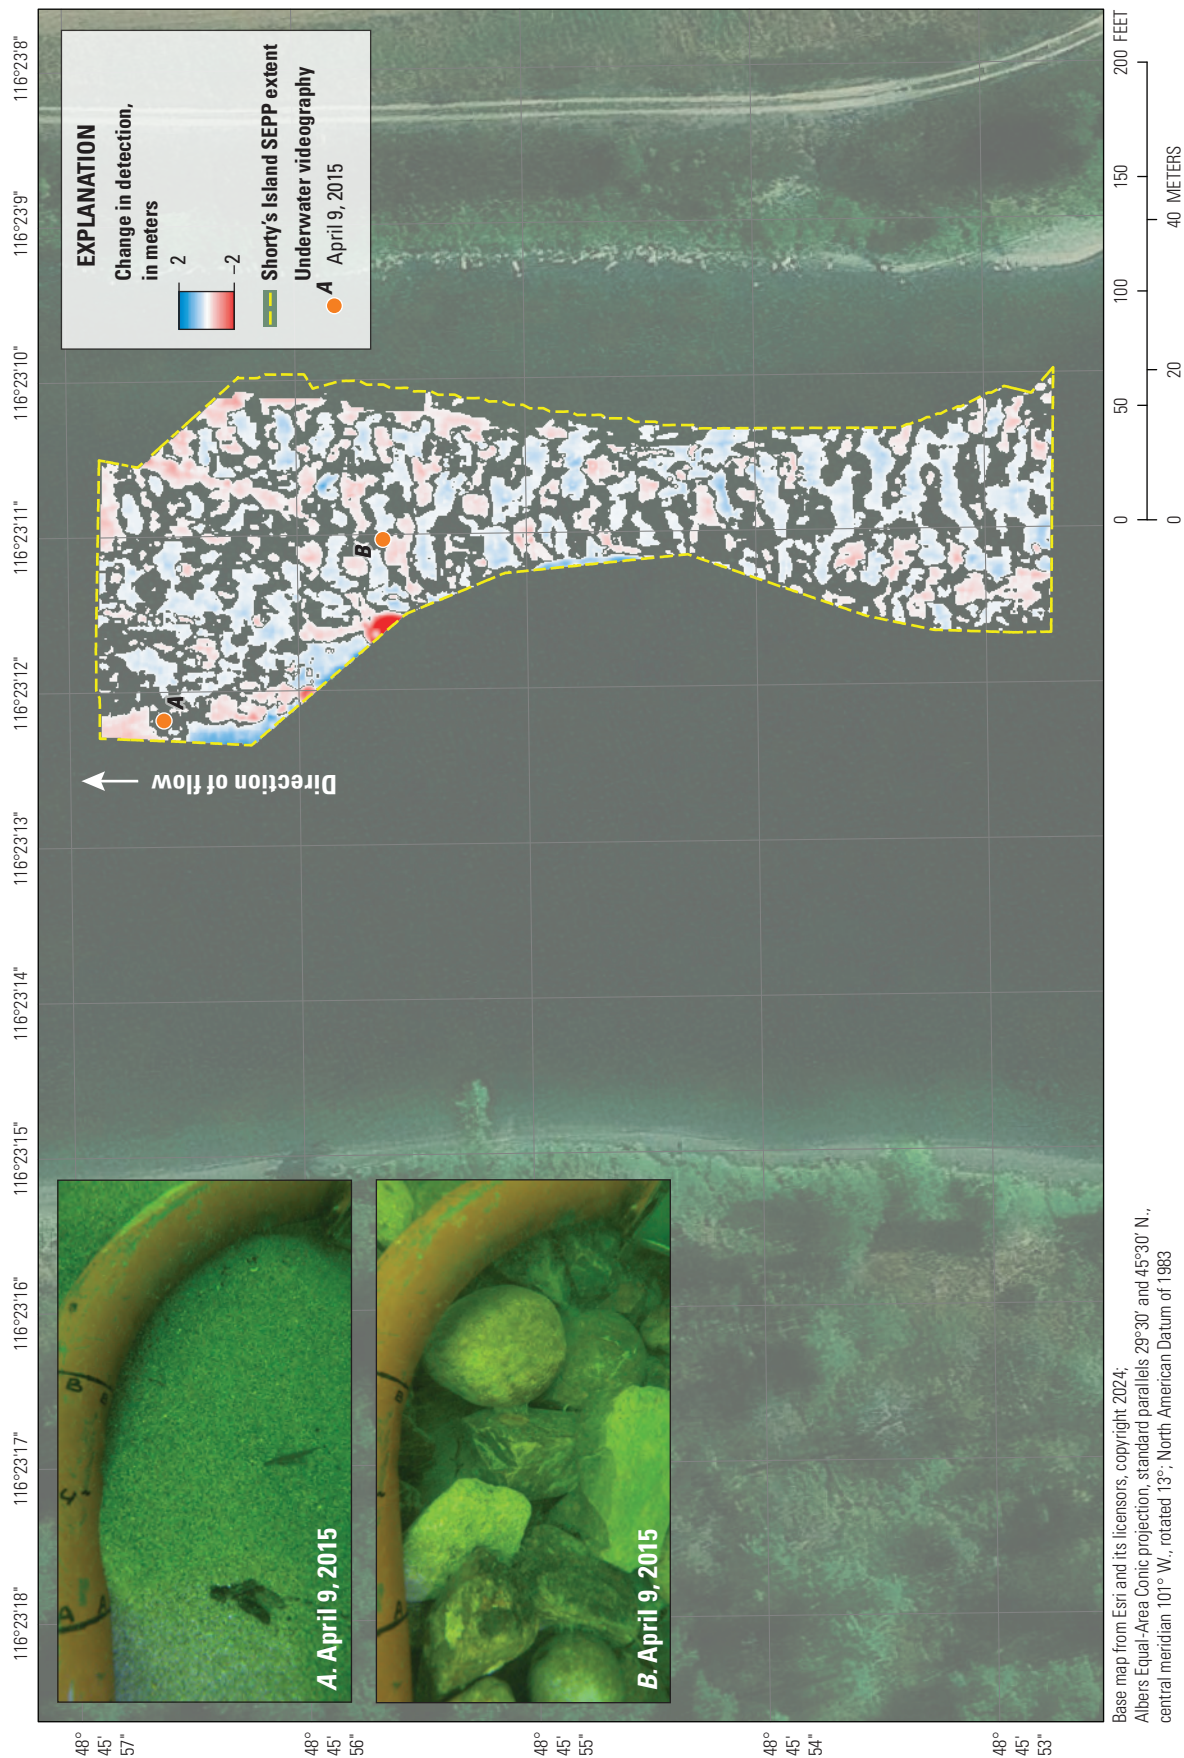 116°23'18"
116°23'17"
116°23'16"
116°23'15"
116°23'14"
116°23'13"
116°23'12"
116°23'11"
116°23'10"
116°23'9"
116°23'8"
48°
45'
57"
48°
45'
56"
48°
45'
55"
48°
45'
54"
48°
45'
53"
A. April 9, 2015
A
4
B
A
B
B. April 9, 2015
A
B
Direction of flow
A
B
EXPLANATION
Change in detection,
in meters
2
–2
Shorty's Island SEPP extent
Underwater videography
A
April 9, 2015
Base map from Esri and its licensors, copyright 2024;
Albers Equal-Area Conic projection, standard parallels 29°30' and 45°30' N.,
central meridian 101° W., rotated 13°; North American Datum of 1983
0
50
100
150
200 FEET
0
20
40 METERS